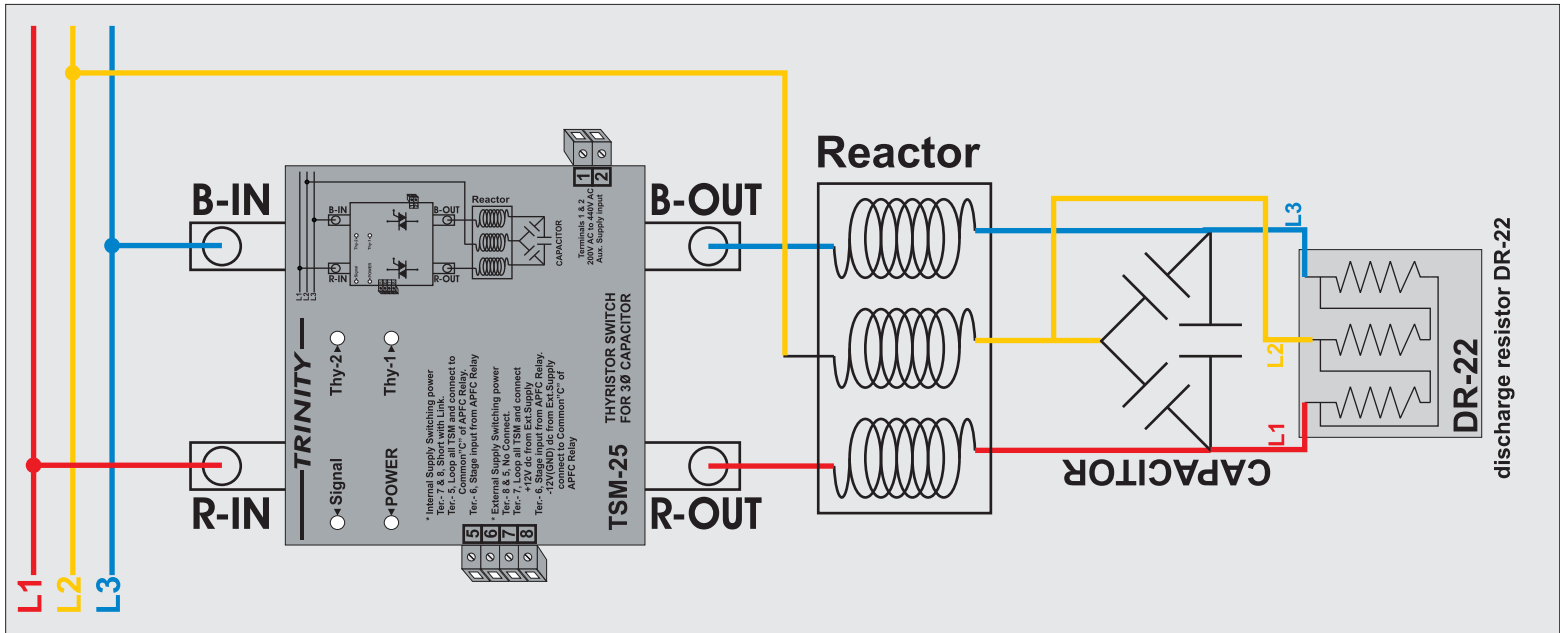 L1
L2
L3
B-IN
B-OUT
R-IN
R-OUT
B-IN
B-OUT
R-IN
R-OUT
Reactor
CAPACITOR
L1
L2
L3
Thy-2
Thy-1
Signal
POWER
1
2
Terminals 1 & 2
200V AC to 440V AC
Aux. Supply input
TRINITY
Thy-2
Thy-1
Signal
POWER
* Internal Supply Switching power
Ter.- 7 & 8, Short with Link.
Ter.- 5, Loop all TSM and connect to
Common"C" of APFC Relay.
Ter.- 6, Stage input from APFC Relay
* External Supply Switching power
Ter.- 8 & 5, No Connect.
Ter.- 7, Loop all TSM and connect
+12V dc from Ext.Supply
Ter.- 6, Stage input from APFC Relay.
-12V(GND) dc from Ext.Supply
connect to Common"C" of
APFC Relay
TSM-25
THYRISTOR SWITCH
FOR 3Ø CAPACITOR
5
6
7
8
Reactor
CAPACITOR
L3
L2
L1
DR-22
discharge resistor DR-22